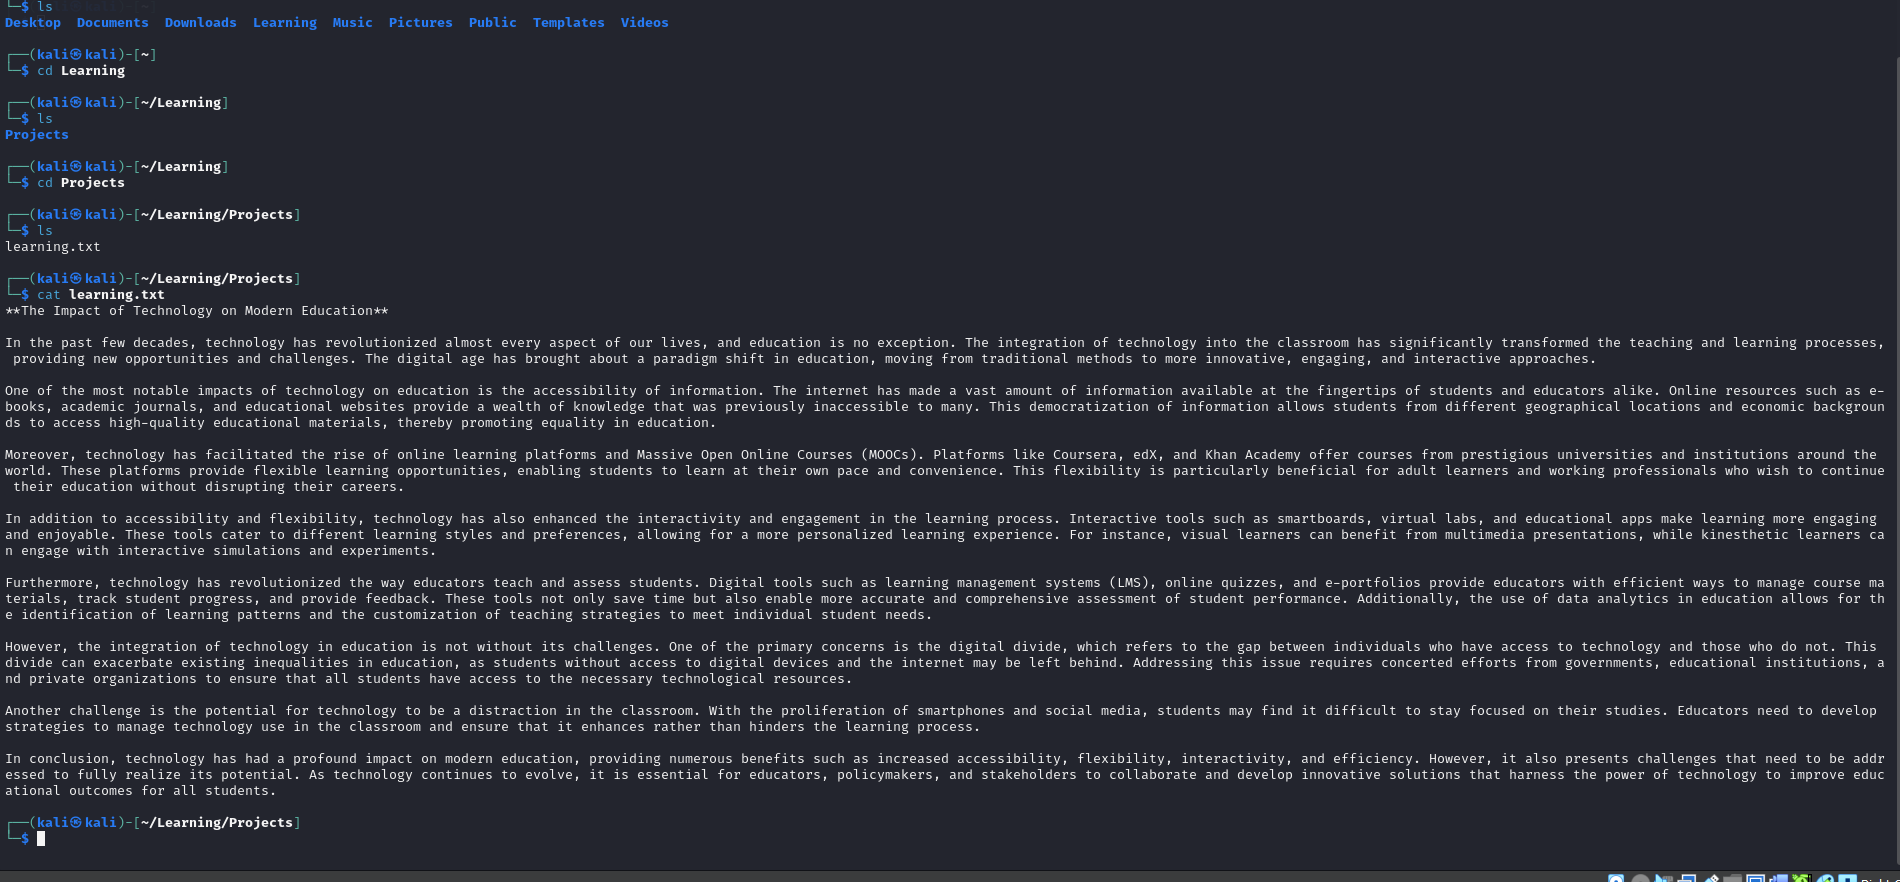 └─$ ls
Desktop  Documents  Downloads  Learning  Music  Pictures  Public  Templates  Videos
┌──(kali㉿kali)-[~]
└─$ cd Learning
┌──(kali㉿kali)-[~/Learning]
└─$ ls
Projects
┌──(kali㉿kali)-[~/Learning]
└─$ cd Projects
┌──(kali㉿kali)-[~/Learning/Projects]
└─$ ls
learning.txt
┌──(kali㉿kali)-[~/Learning/Projects]
└─$ cat learning.txt
**The Impact of Technology on Modern Education**
In the past few decades, technology has revolutionized almost every aspect of our lives, and education is no exception. The integration of technology into the classroom has significantly transformed the teaching and learning processes,
providing new opportunities and challenges. The digital age has brought about a paradigm shift in education, moving from traditional methods to more innovative, engaging, and interactive approaches.
One of the most notable impacts of technology on education is the accessibility of information. The internet has made a vast amount of information available at the fingertips of students and educators alike. Online resources such as e-
books, academic journals, and educational websites provide a wealth of knowledge that was previously inaccessible to many. This democratization of information allows students from different geographical locations and economic backgroun
ds to access high-quality educational materials, thereby promoting equality in education.
Moreover, technology has facilitated the rise of online learning platforms and Massive Open Online Courses (MOOCs). Platforms like Coursera, edX, and Khan Academy offer courses from prestigious universities and institutions around the
world. These platforms provide flexible learning opportunities, enabling students to learn at their own pace and convenience. This flexibility is particularly beneficial for adult learners and working professionals who wish to continue
their education without disrupting their careers.
In addition to accessibility and flexibility, technology has also enhanced the interactivity and engagement in the learning process. Interactive tools such as smartboards, virtual labs, and educational apps make learning more engaging
and enjoyable. These tools cater to different learning styles and preferences, allowing for a more personalized learning experience. For instance, visual learners can benefit from multimedia presentations, while kinesthetic learners ca
n engage with interactive simulations and experiments.
Furthermore, technology has revolutionized the way educators teach and assess students. Digital tools such as learning management systems (LMS), online quizzes, and e-portfolios provide educators with efficient ways to manage course ma
terials, track student progress, and provide feedback. These tools not only save time but also enable more accurate and comprehensive assessment of student performance. Additionally, the use of data analytics in education allows for th
e identification of learning patterns and the customization of teaching strategies to meet individual student needs.
However, the integration of technology in education is not without its challenges. One of the primary concerns is the digital divide, which refers to the gap between individuals who have access to technology and those who do not. This
divide can exacerbate existing inequalities in education, as students without access to digital devices and the internet may be left behind. Addressing this issue requires concerted efforts from governments, educational institutions, a
nd private organizations to ensure that all students have access to the necessary technological resources.
Another challenge is the potential for technology to be a distraction in the classroom. With the proliferation of smartphones and social media, students may find it difficult to stay focused on their studies. Educators need to develop
strategies to manage technology use in the classroom and ensure that it enhances rather than hinders the learning process.
In conclusion, technology has had a profound impact on modern education, providing numerous benefits such as increased accessibility, flexibility, interactivity, and efficiency. However, it also presents challenges that need to be addr
essed to fully realize its potential. As technology continues to evolve, it is essential for educators, policymakers, and stakeholders to collaborate and develop innovative solutions that harness the power of technology to improve educ
ational outcomes for all students.
┌──(kali㉿kali)-[~/Learning/Projects]
└─$